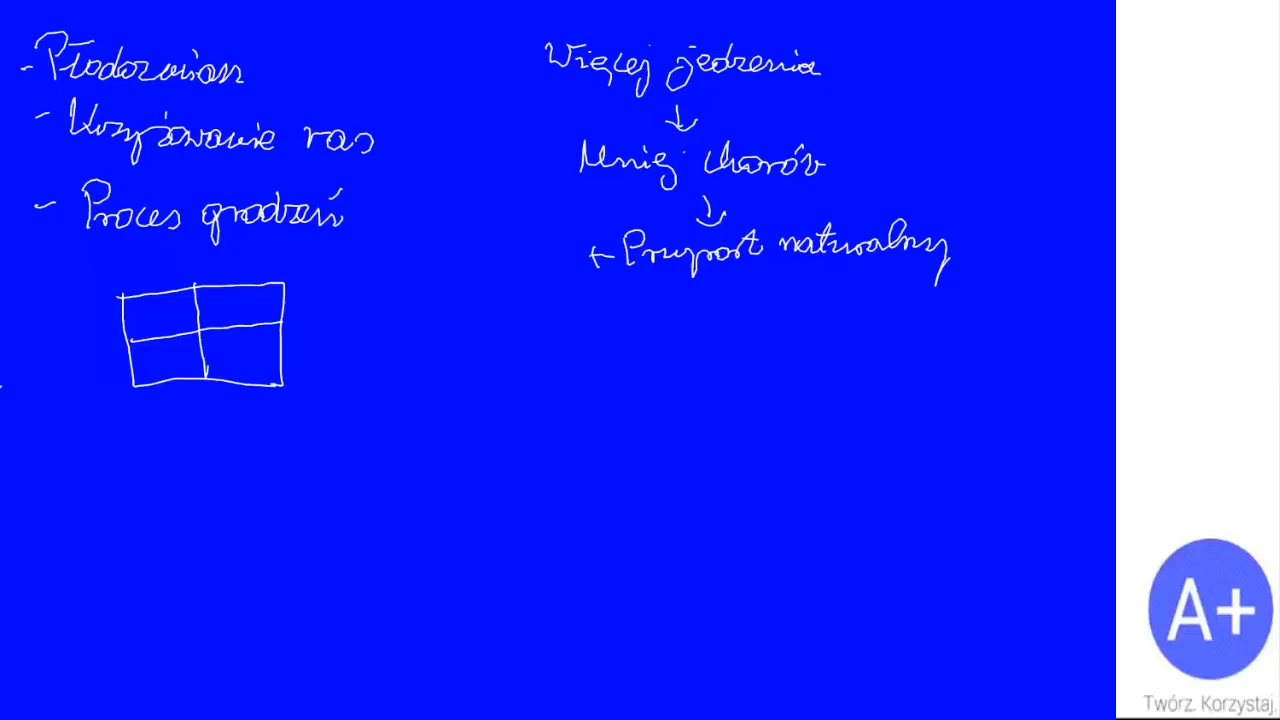 - Płodozmian
- Krzyżowanie ras
- Proces grodzeń
Więcej jedzenia
↓
Mniej chorób
↓
+ Przyrost naturalny
A+
Twórz. Korzystaj.